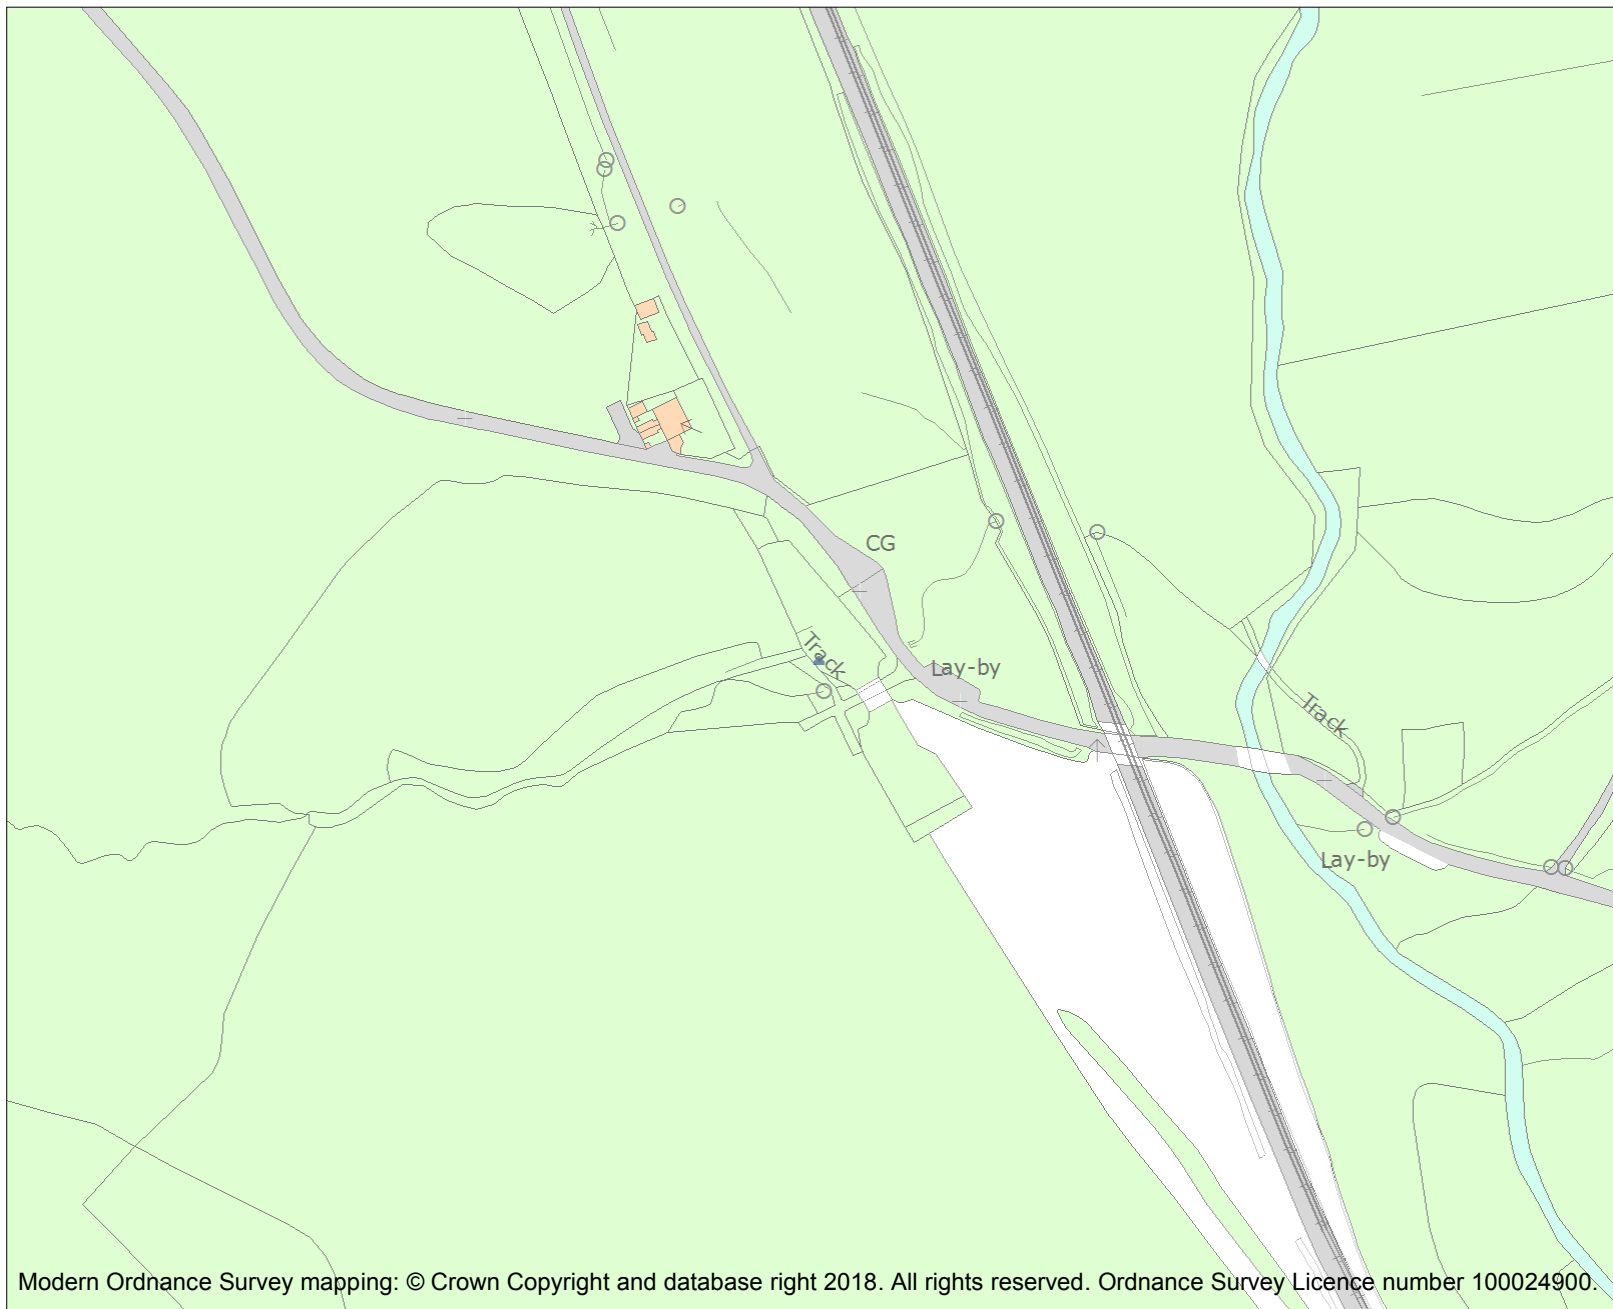 CG
Track
Lay-by
Track
Lay-by
Modern Ordnance Survey mapping: © Crown Copyright and database right 2018. All rights reserved. Ordnance Survey Licence number 100024900.